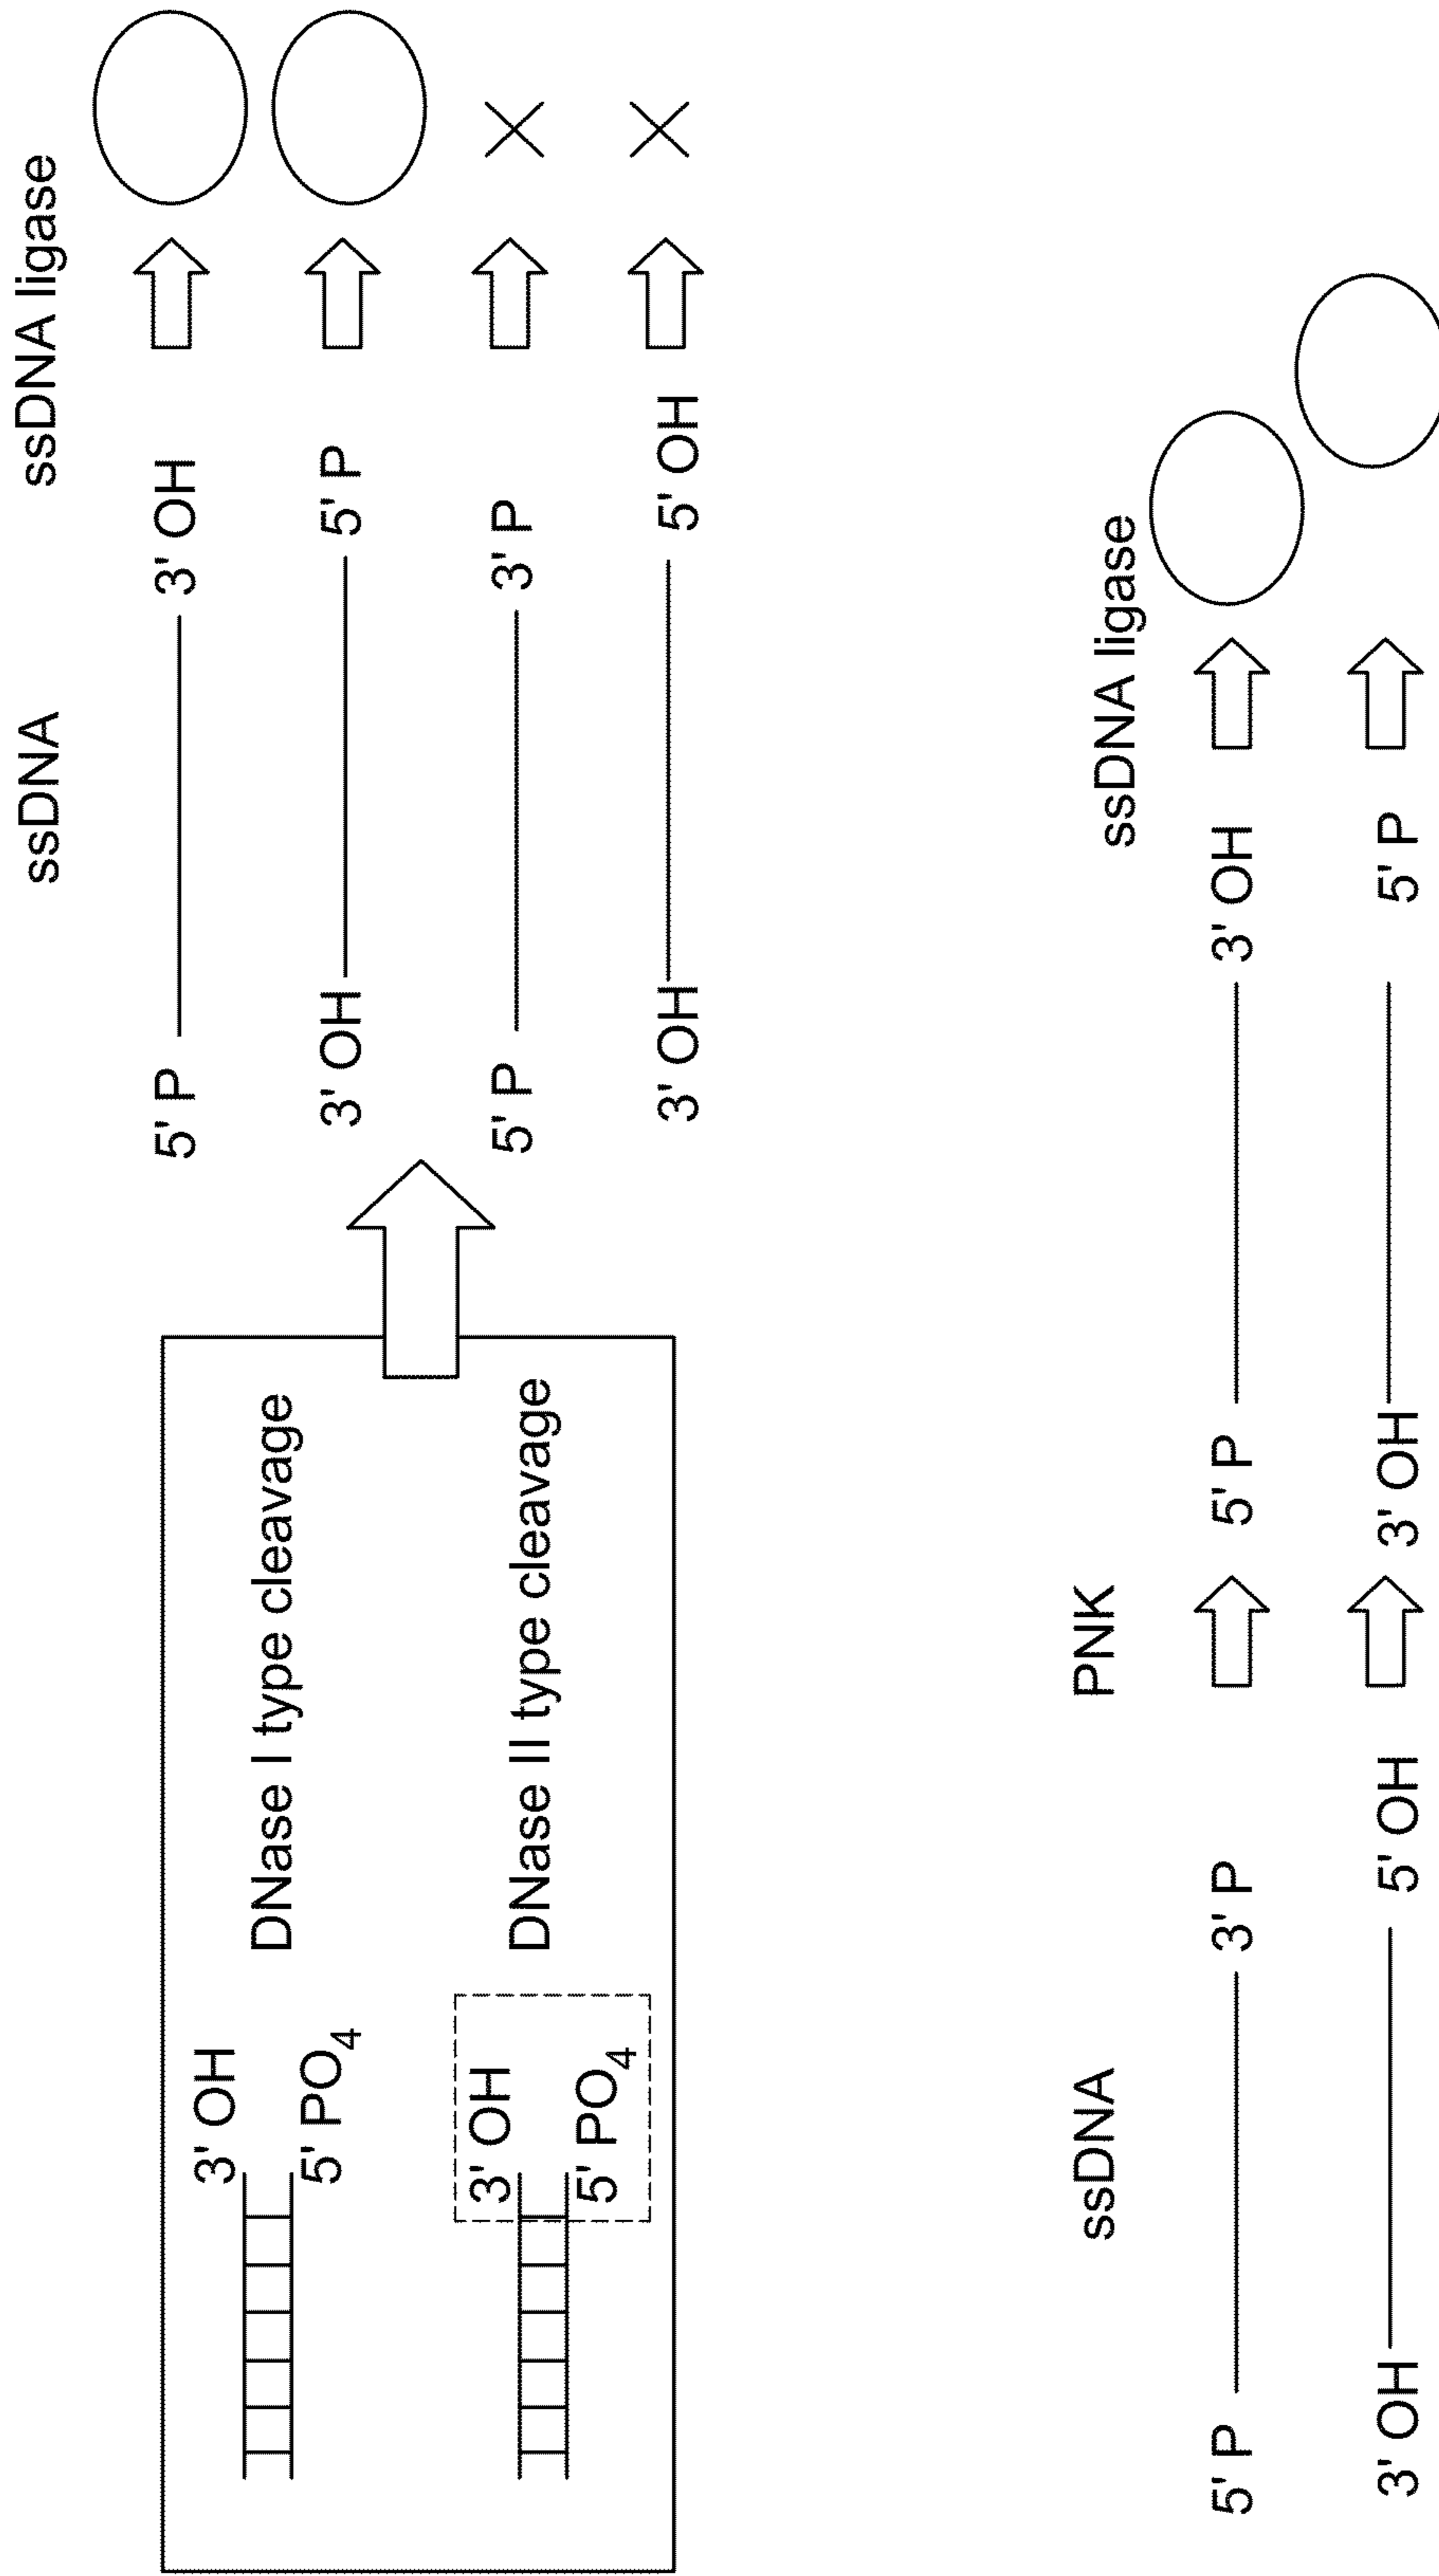 ssDNA
ssDNA ligase
3' OH
DNase I type cleavage
5' PO4
3' OH
DNase II type cleavage
5' PO4
5' P
3' OH
3' OH
5' P
5' P
3' P
3' OH
5' OH
ssDNA
PNK
ssDNA ligase
5' P
3' P
5' P
3' OH
3' OH
5' OH
3' OH
5' P